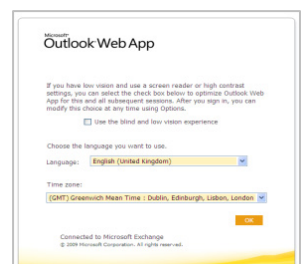 Microsoft®
Outlook Web App
If you have low vision and use a screen reader or high contrast
settings, you can select the check box below to optimize Outlook Web
App for this and all subsequent sessions. After you sign in, you can
modify this choice at any time using Options.
Use the blind and low vision experience
Choose the language you want to use.
Language: English (United Kingdom)
Time zone:
(GMT) Greenwich Mean Time : Dublin, Edinburgh, Lisbon, London
OK
Connected to Microsoft Exchange
© 2009 Microsoft Corporation. All rights reserved.